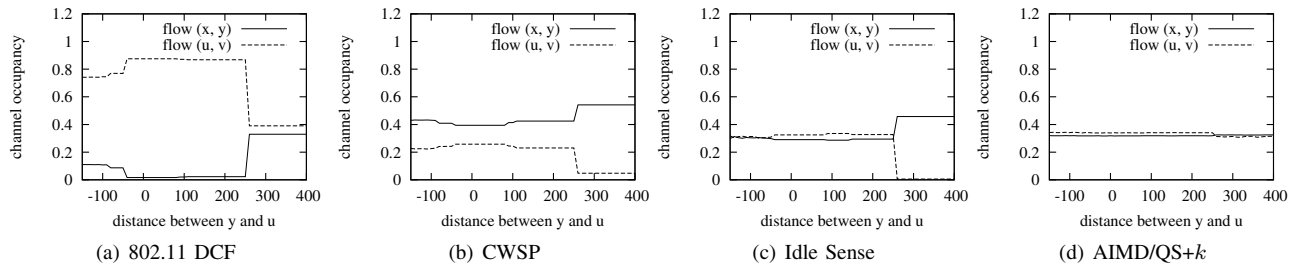 channel occupancy
1.2
1
0.8
0.6
0.4
0.2
0
flow (x, y)
flow (u, v)
-100 0 100 200 300 400
distance between y and u
(a) 802.11 DCF
channel occupancy
1.2
1
0.8
0.6
0.4
0.2
0
flow (x, y)
flow (u, v)
-100 0 100 200 300 400
distance between y and u
(b) CWSP
channel occupancy
1.2
1
0.8
0.6
0.4
0.2
0
flow (x, y)
flow (u, v)
-100 0 100 200 300 400
distance between y and u
(c) Idle Sense
channel occupancy
1.2
1
0.8
0.6
0.4
0.2
0
flow (x, y)
flow (u, v)
-100 0 100 200 300 400
distance between y and u
(d) AIMD/QS+k